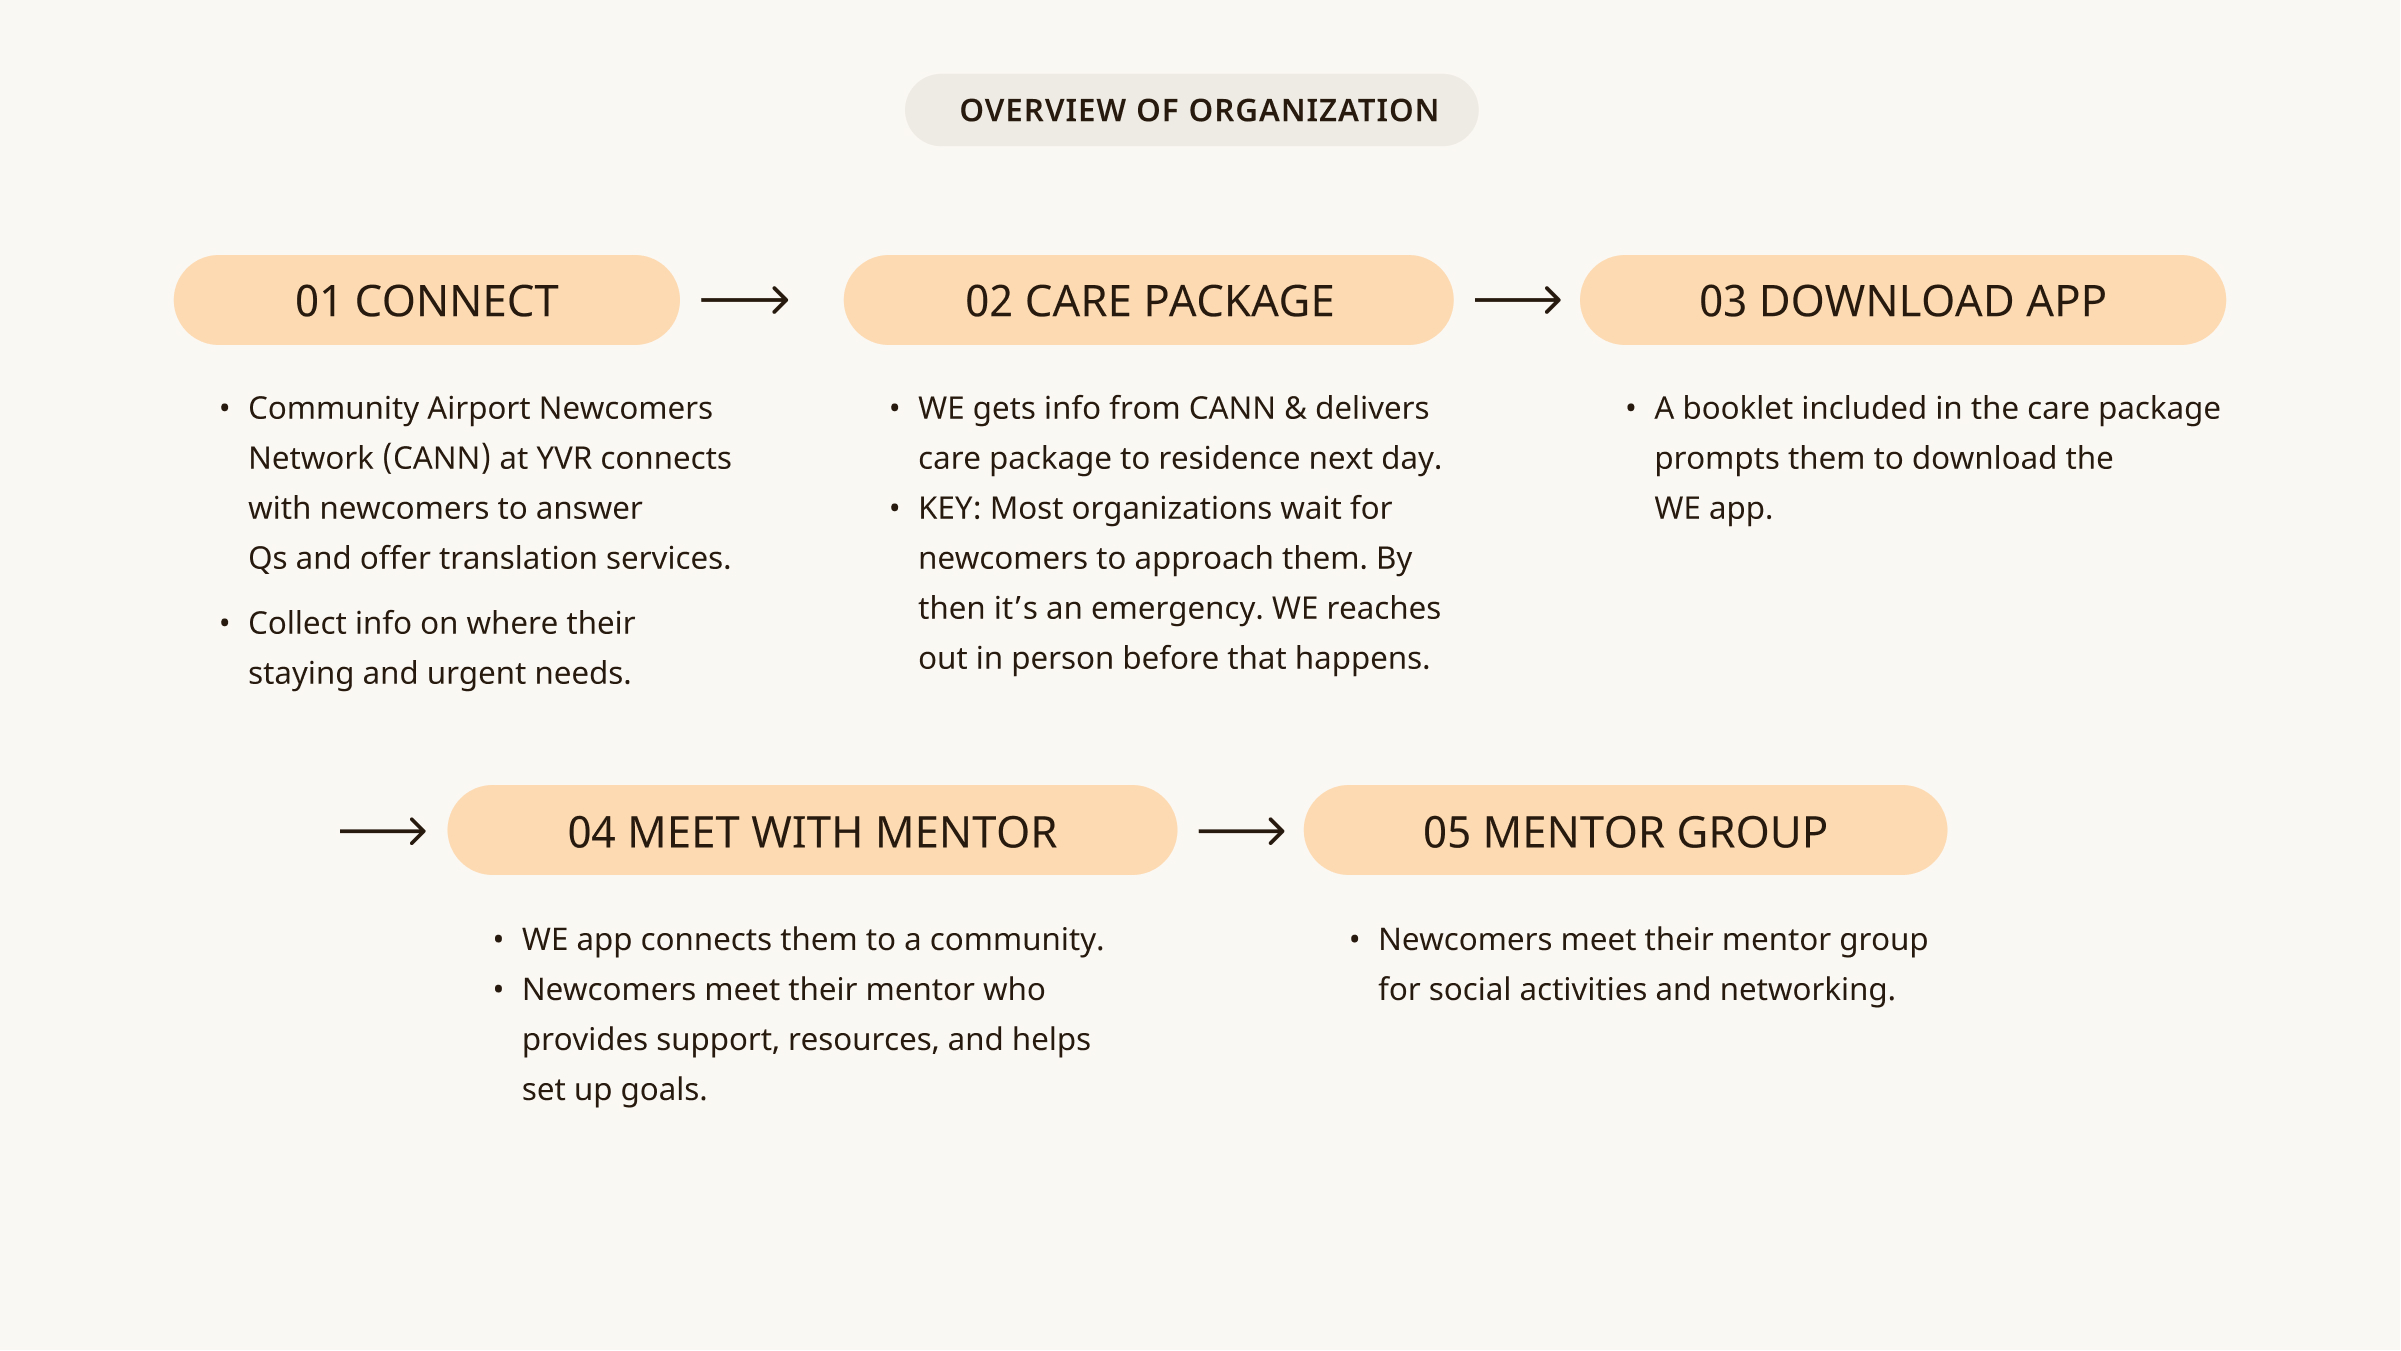 OVERVIEW OF ORGANIZATION
01 CONNECT
• Community Airport Newcomers
Network (CANN) at YVR connects
with newcomers to answer
Qs and offer translation services.
• Collect info on where their
staying and urgent needs.
02 CARE PACKAGE
• WE gets info from CANN & delivers
care package to residence next day.
• KEY: Most organizations wait for
newcomers to approach them. By
then it’s an emergency. WE reaches
out in person before that happens.
03 DOWNLOAD APP
• A booklet included in the care package
prompts them to download the
WE app.
04 MEET WITH MENTOR
• WE app connects them to a community.
• Newcomers meet their mentor who
provides support, resources, and helps
set up goals.
05 MENTOR GROUP
• Newcomers meet their mentor group
for social activities and networking.